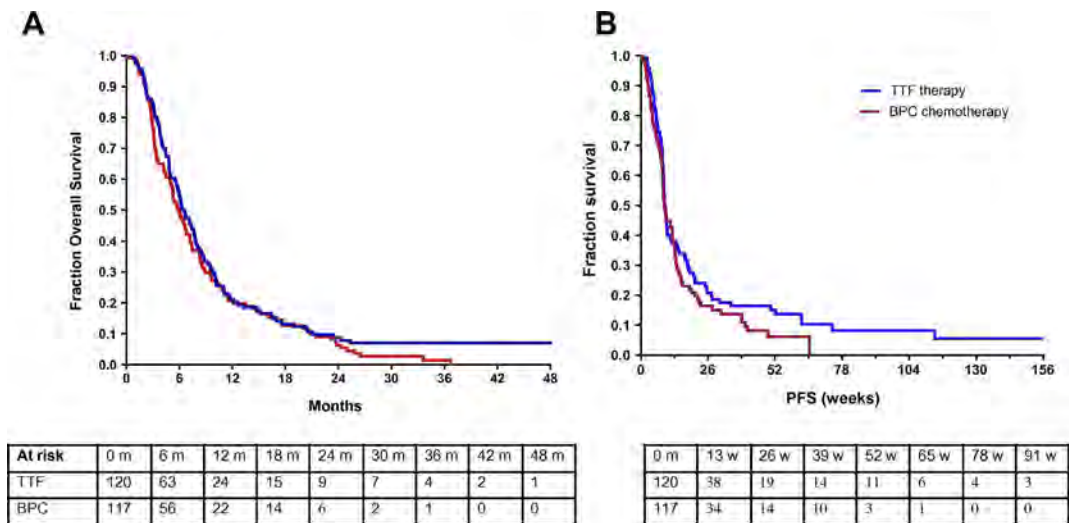 A
B
1.0
0.9
0.8
0.7
0.6
0.5
0.4
0.3
0.2
0.1
0.0
Fraction Overall Survival
0 6 12 18 24 30 36 42 48
Months
1.0
0.9
0.8
0.7
0.6
0.5
0.4
0.3
0.2
0.1
0.0
Fraction survival
TTF therapy
BPC chemotherapy
0 26 52 78 104 130 156
PFS (weeks)
At risk 0 m 6 m 12 m 18 m 24 m 30 m 36 m 42 m 48 m
TTF 120 63 24 15 9 7 4 2 1
BPC 117 56 22 14 6 2 1 0 0
0 m 13 w 26 w 39 w 52 w 65 w 78 w 91 w
120 38 19 14 11 6 4 3
117 34 14 10 3 1 0 0